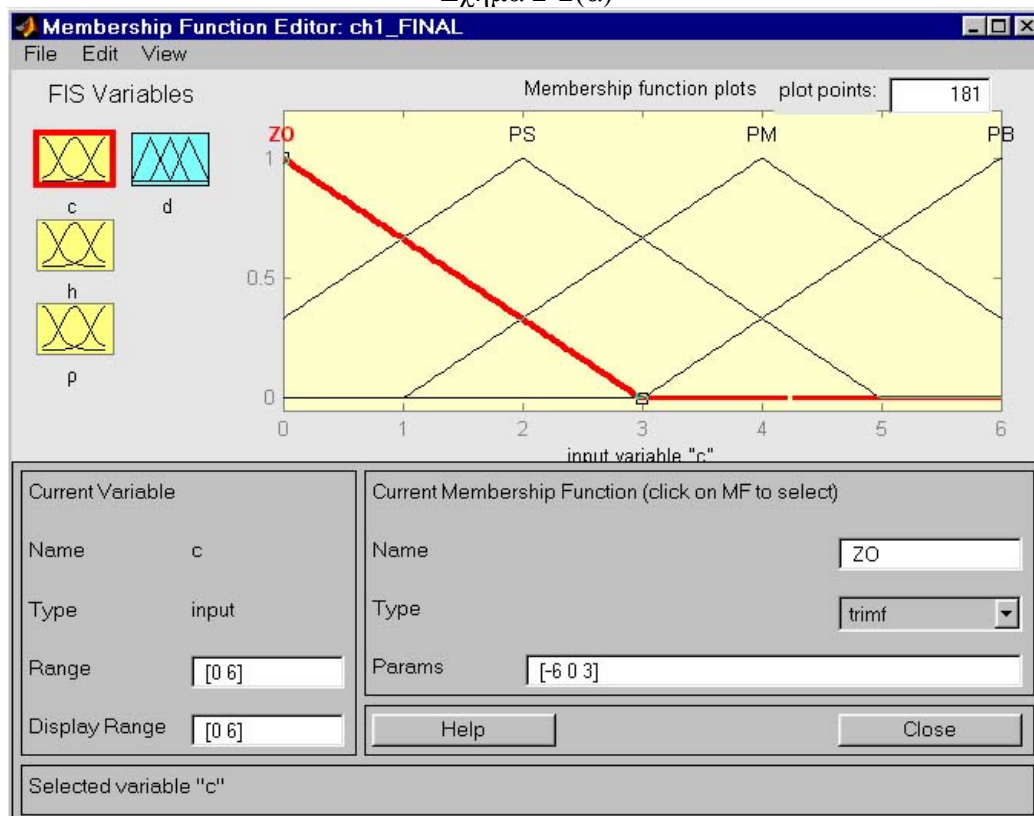 Σχήμα 2-2(α)
Membership Function Editor: ch1_FINAL
File Edit View
FIS Variables
Membership function plots plot points: 181
ZO PS PM PB
1
c d
0.5
h
p
0
0 1 2 3 4 5 6
input variable "c"
Current Variable
Current Membership Function (click on MF to select)
Name c
Name ZO
Type input
Type trimf
Range [0 6]
Params [-6 0 3]
Display Range [0 6]
Help Close
Selected variable "c"